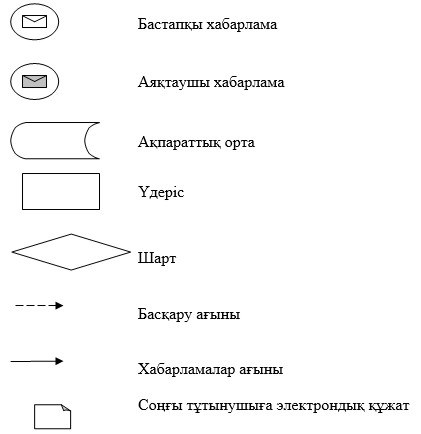 Бастапқы хабарлама
Аяқтаушы хабарлама
Ақпараттық орта
Үдеріс
Шарт
Басқару ағыны
Хабарламалар ағыны
Соңғы тұтынушыға электрондық құжат